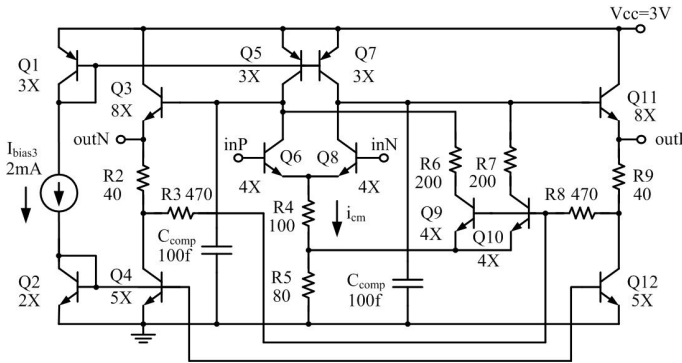 Vcc=3V
Q1
3X
Q3
8X
Q5
3X
Q7
3X
Q11
8X
outN
outI
inP
inN
Q6
Q8
4X
4X
Ibias3
2mA
R2
40
R3 470
R4
100
icm
R6
200
R7
200
R8 470
R9
40
Q9
4X
Q10
4X
Ccomp
100f
R5
80
Ccomp
100f
Q2
2X
Q4
5X
Q12
5X